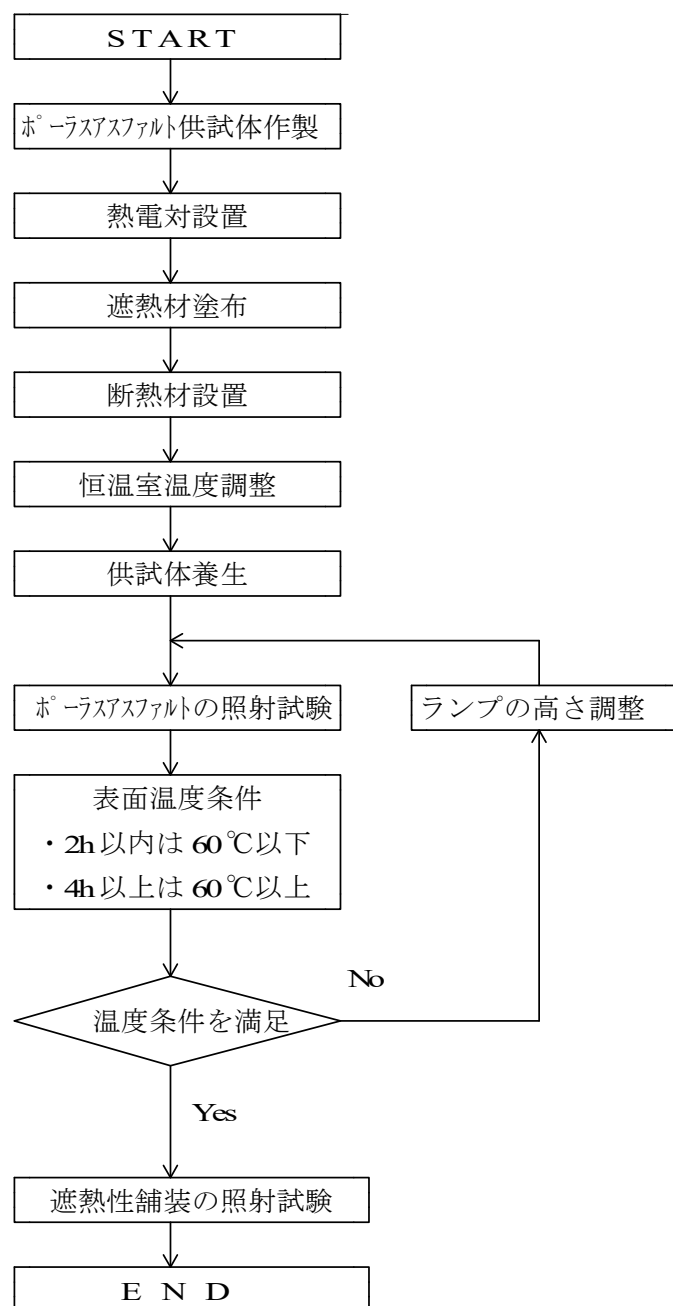 START
ポーラスアスファルト供試体作製
熱電対設置
遮熱材塗布
断熱材設置
恒温室温度調整
供試体養生
ポーラスアスファルトの照射試験
ランプの高さ調整
表面温度条件
・2h以内は60℃以下
・4h以上は60℃以上
No
温度条件を満足
Yes
遮熱性舗装の照射試験
E N D